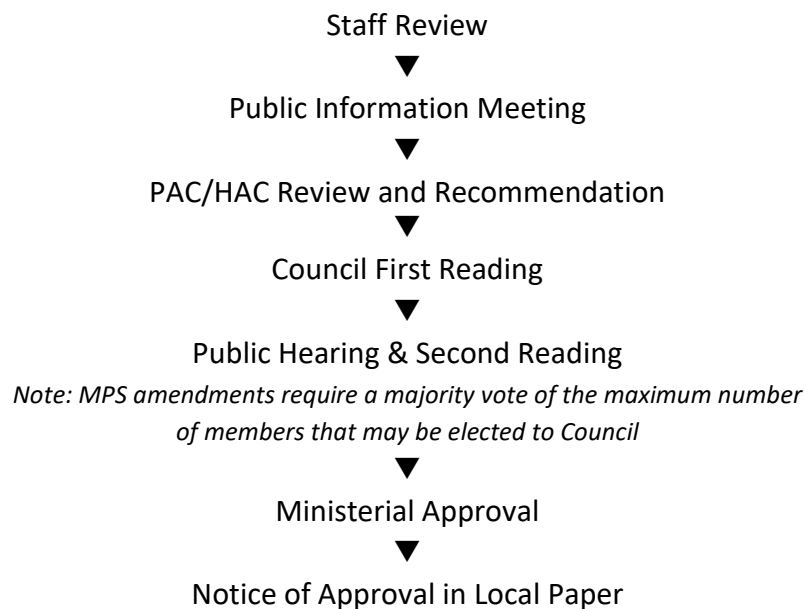 Staff Review
Public Information Meeting
PAC/HAC Review and Recommendation
Council First Reading
Public Hearing & Second Reading
Note: MPS amendments require a majority vote of the maximum number
of members that may be elected to Council
Ministerial Approval
Notice of Approval in Local Paper